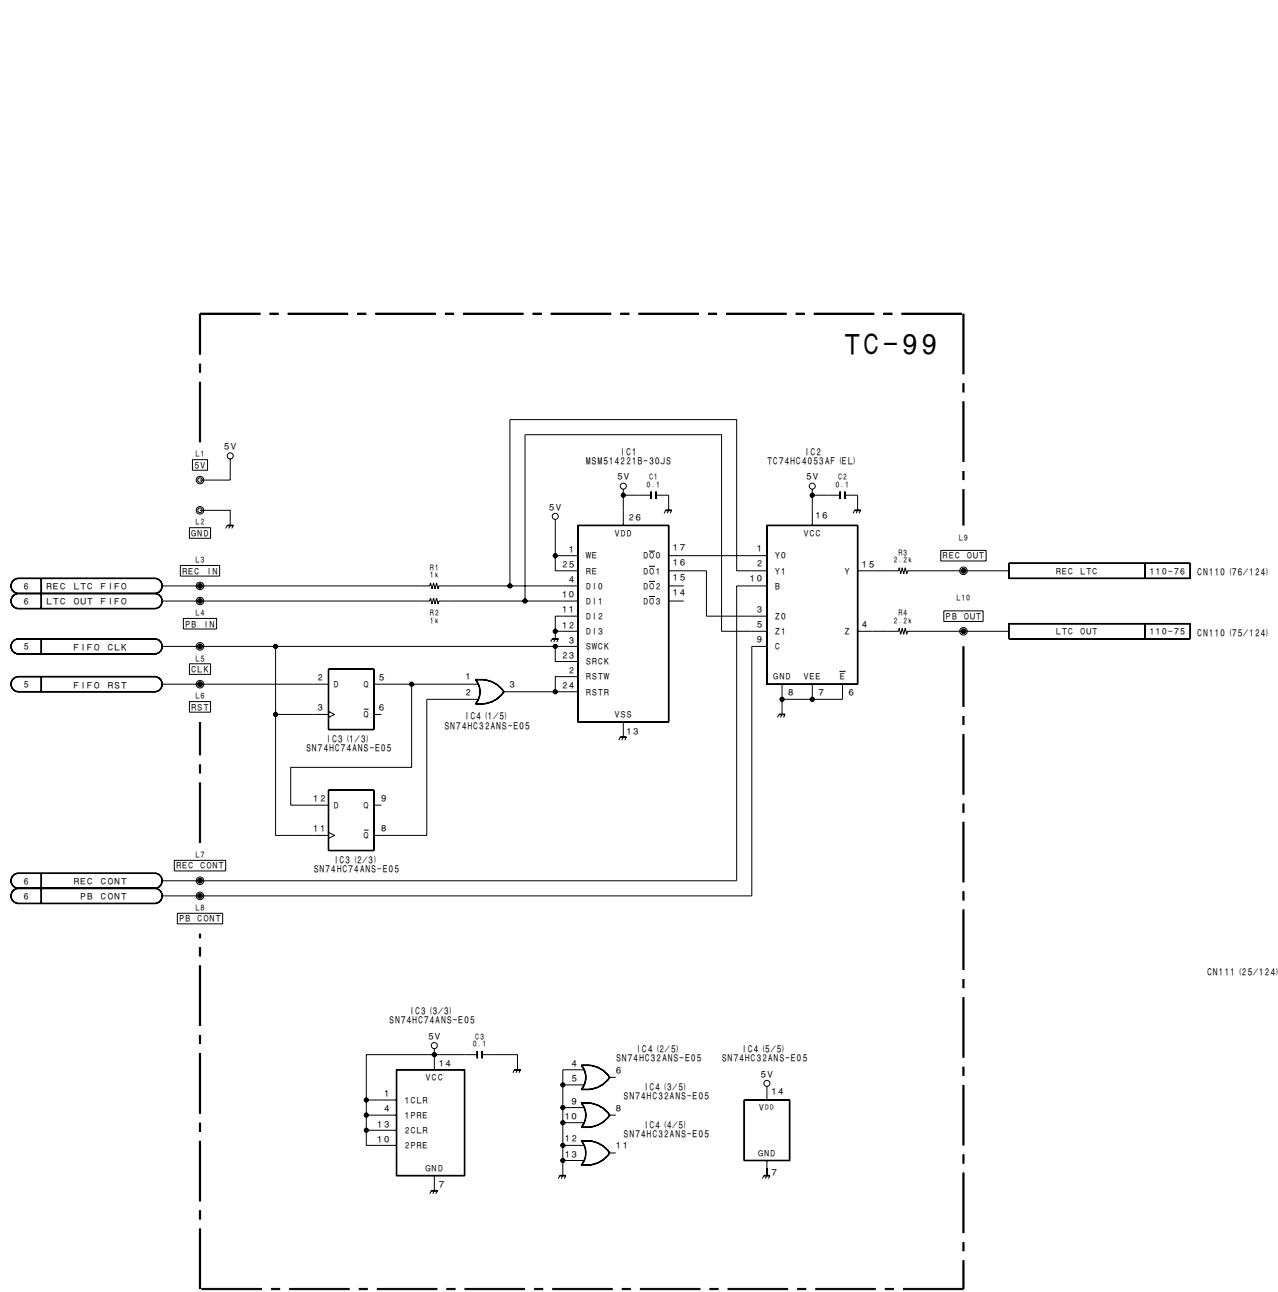 TC-99
L1
5V
5V
L2
GND
L3
REC IN
6 REC LTC FIFO
6 LTC OUT FIFO
L4
PB IN
5 FIFO CLK
L5
CLK
5 FIFO RST
L6
RST
R1
1k
R2
1k
2 D Q 5
3 Q 6
IC3 (1/3)
SN74HC74ANS-E05
12 D Q 9
11 Q 8
IC3 (2/3)
SN74HC74ANS-E05
1
2
3
IC4 (1/5)
SN74HC32ANS-E05
IC1
MSM514221B-30JS
5V
C1
0.1
5V
26
VDD
1 WE DO0 17
25 RE DO1 16
4 DI0 DO2 15
10 DI1 DO3 14
11 DI2
12 DI3
3 SWCK
23 SRCK
2 RSTW
24 RSTR
VSS
13
IC2
TC74HC4053AF (EL)
5V
C2
0.1
16
VCC
1 Y0
2 Y1 Y 15
10 B
3 Z0
5 Z1 Z 4
9 C
GND VEE E
8 7 6
R3
2.2k
R4
2.2k
L9
REC OUT
REC LTC 110-76 CN110 (76/124)
L10
PB OUT
LTC OUT 110-75 CN110 (75/124)
L7
REC CONT
6 REC CONT
6 PB CONT
L8
PB CONT
CN111 (25/124)
IC3 (3/3)
SN74HC74ANS-E05
5V
C3
0.1
14
VCC
1 1CLR
4 1PRE
13 2CLR
10 2PRE
GND
7
IC4 (2/5)
SN74HC32ANS-E05
4
5
6
IC4 (3/5)
SN74HC32ANS-E05
9
10
8
IC4 (4/5)
SN74HC32ANS-E05
12
13
11
IC4 (5/5)
SN74HC32ANS-E05
5V
14
VDD
GND
7